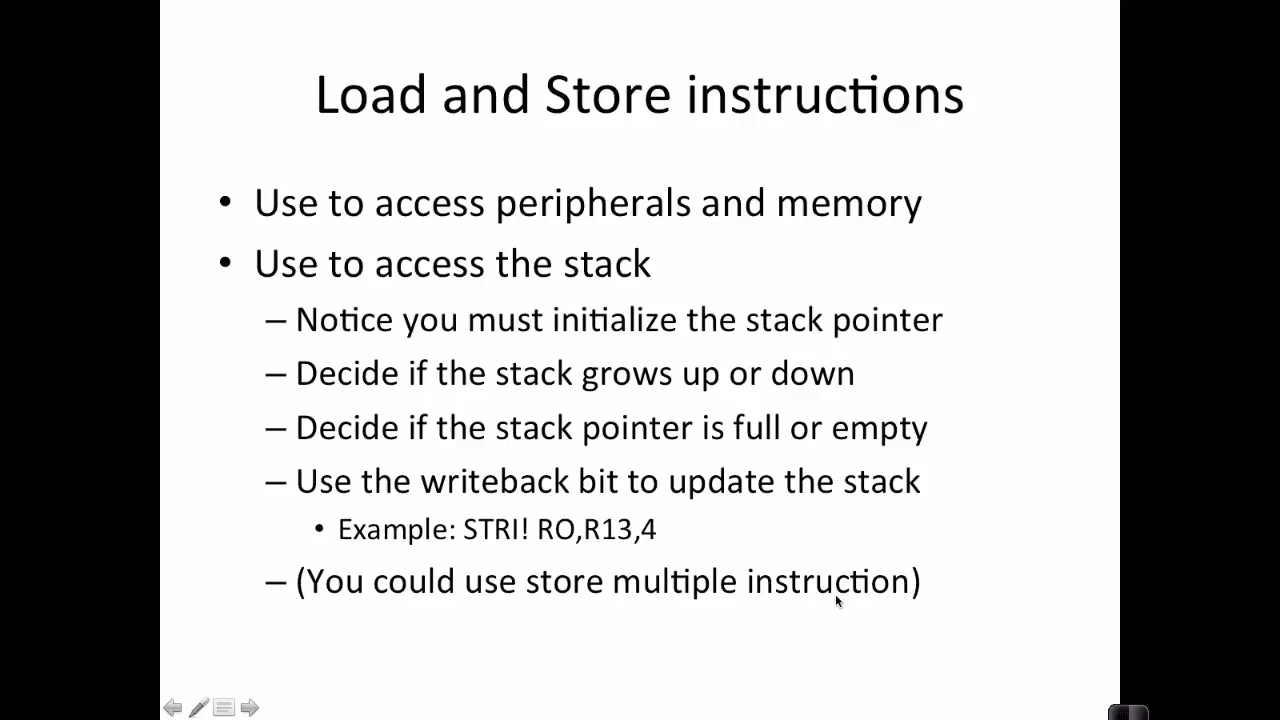 Load and Store instructions
• Use to access peripherals and memory
• Use to access the stack
– Notice you must initialize the stack pointer
– Decide if the stack grows up or down
– Decide if the stack pointer is full or empty
– Use the writeback bit to update the stack
• Example: STRI! RO,R13,4
– (You could use store multiple instruction)